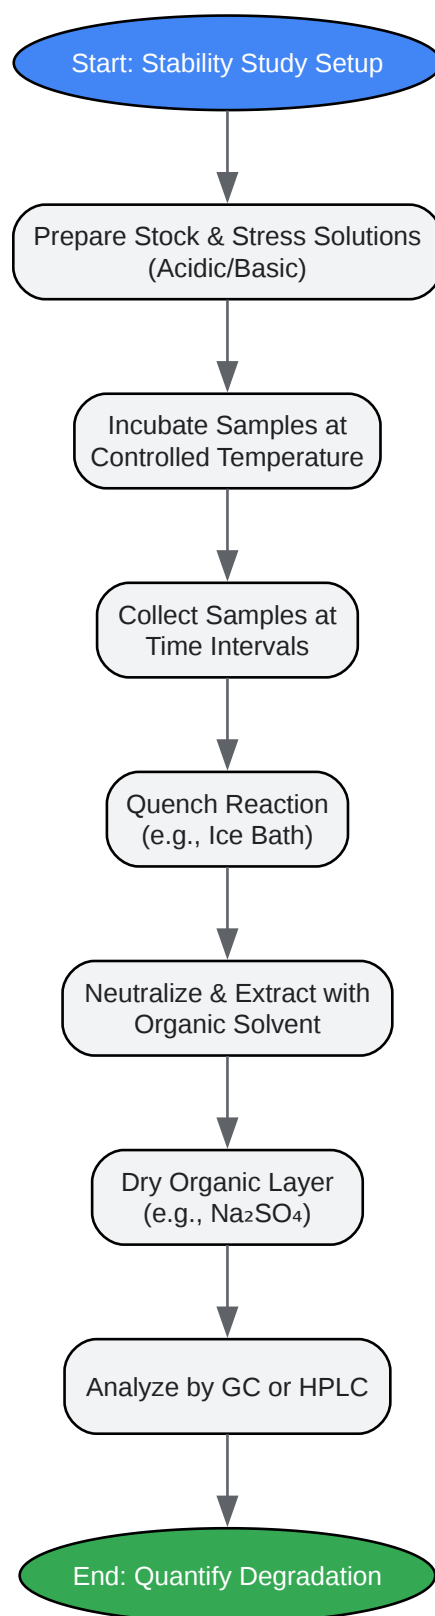 Start: Stability Study Setup
Prepare Stock & Stress Solutions
(Acidic/Basic)
Incubate Samples at
Controlled Temperature
Collect Samples at
Time Intervals
Quench Reaction
(e.g., Ice Bath)
Neutralize & Extract with
Organic Solvent
Dry Organic Layer
(e.g., Na₂SO₄)
Analyze by GC or HPLC
End: Quantify Degradation